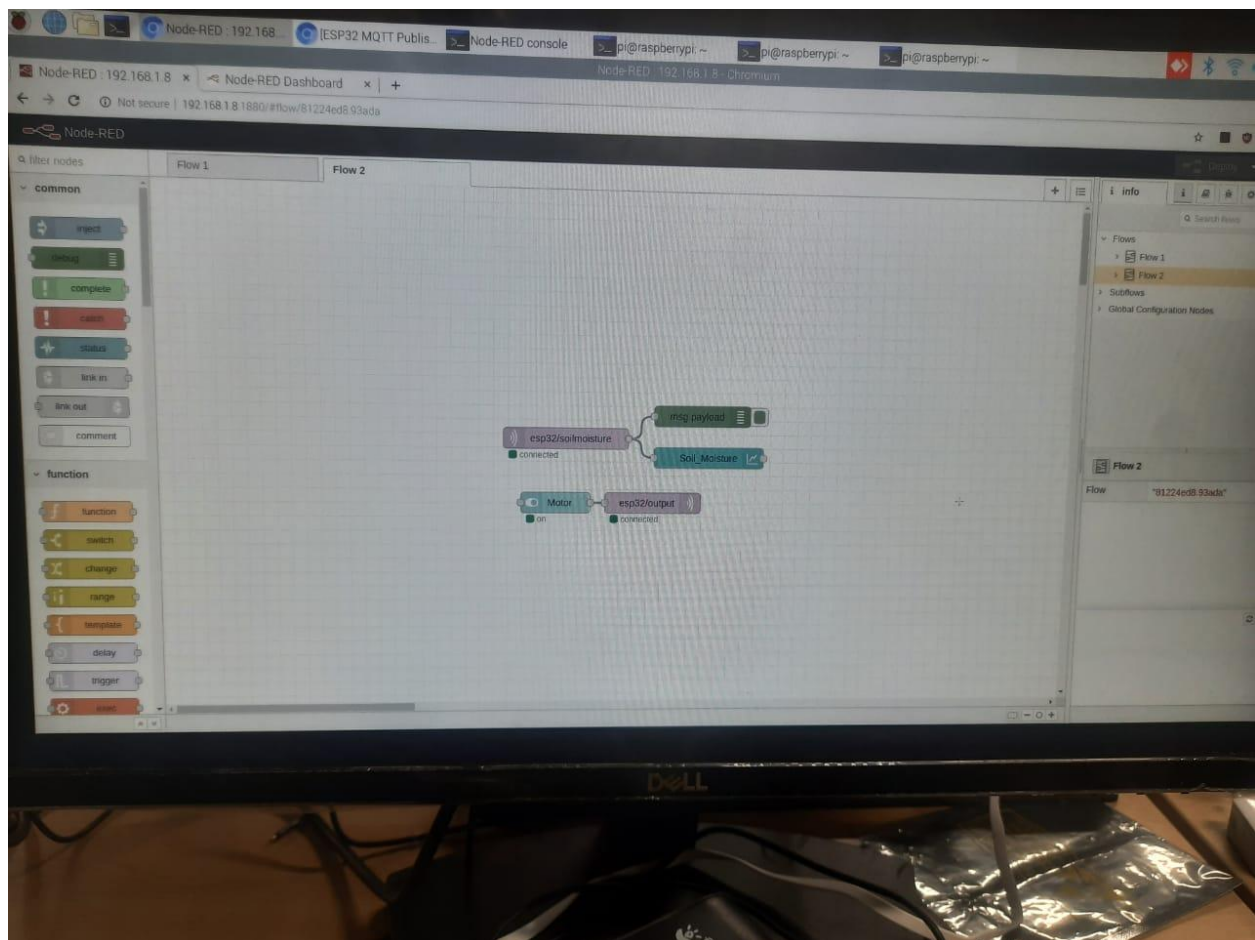 Node-RED : 192.168...
[ESP32 MQTT Publis...
Node-RED console
pi@raspberrypi: ~
pi@raspberrypi: ~
pi@raspberrypi: ~
Node-RED : 192.168.1.8 - Chromium
Node-RED : 192.168.1.8
Node-RED Dashboard
Not secure | 192.168.1.8:1880/#flow/81224ed8.93ada
Node-RED
Deploy
filter nodes
Flow 1
Flow 2
common
inject
debug
complete
catch
status
link in
link out
comment
function
function
switch
change
range
template
delay
trigger
exec
esp32/soilmoisture
connected
msg.payload
Soil_Moisture
Motor
on
esp32/output
connected
i info
Search flows
Flows
Flow 1
Flow 2
Subflows
Global Configuration Nodes
Flow 2
Flow "81224ed8.93ada"
DELL